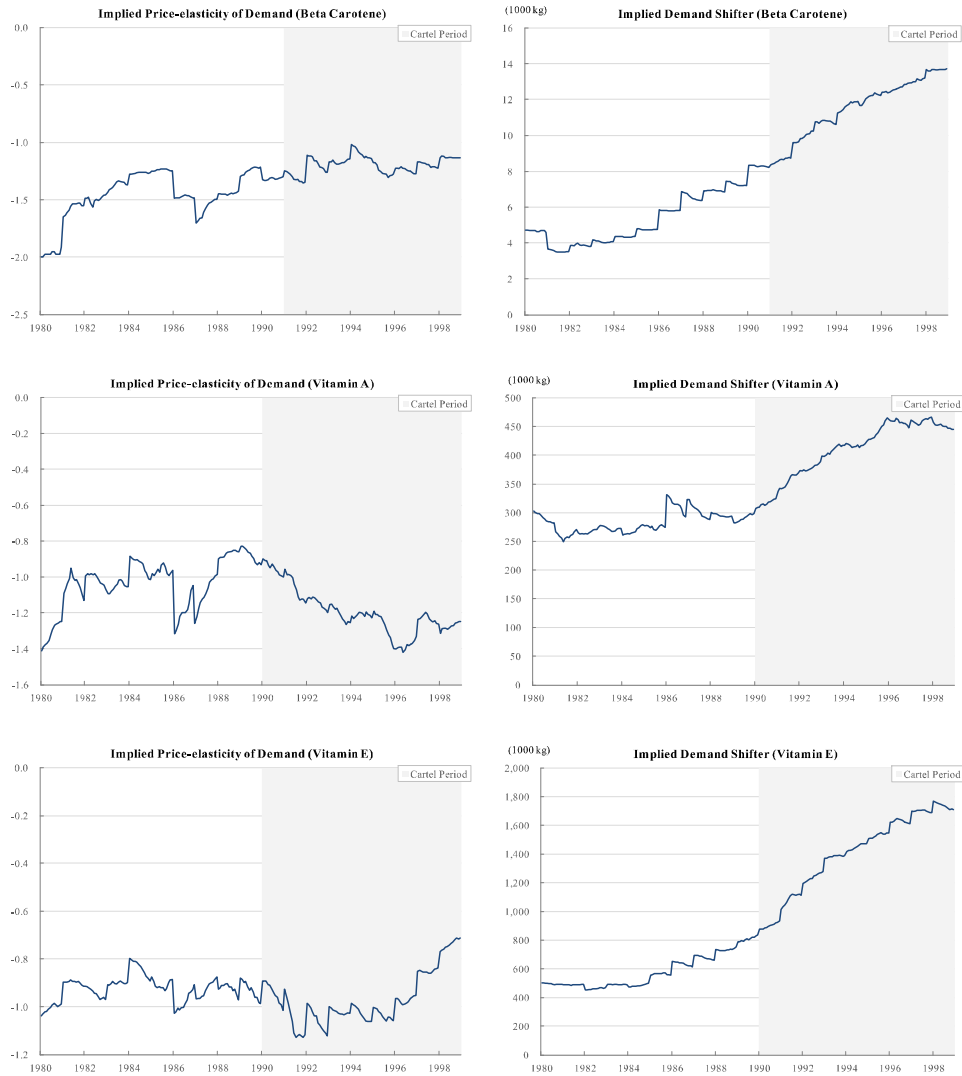 Implied Price-elasticity of Demand (Beta Carotene)
Cartel Period
0.0
-0.5
-1.0
-1.5
-2.0
-2.5
1980 1982 1984 1986 1988 1990 1992 1994 1996 1998
(1000 kg)
Implied Demand Shifter (Beta Carotene)
Cartel Period
16
14
12
10
8
6
4
2
0
1980 1982 1984 1986 1988 1990 1992 1994 1996 1998
Implied Price-elasticity of Demand (Vitamin A)
Cartel Period
0.0
-0.2
-0.4
-0.6
-0.8
-1.0
-1.2
-1.4
-1.6
1980 1982 1984 1986 1988 1990 1992 1994 1996 1998
(1000 kg)
Implied Demand Shifter (Vitamin A)
Cartel Period
500
450
400
350
300
250
200
150
100
50
0
1980 1982 1984 1986 1988 1990 1992 1994 1996 1998
Implied Price-elasticity of Demand (Vitamin E)
Cartel Period
0.0
-0.2
-0.4
-0.6
-0.8
-1.0
-1.2
1980 1982 1984 1986 1988 1990 1992 1994 1996 1998
(1000 kg)
Implied Demand Shifter (Vitamin E)
Cartel Period
2,000
1,800
1,600
1,400
1,200
1,000
800
600
400
200
0
1980 1982 1984 1986 1988 1990 1992 1994 1996 1998